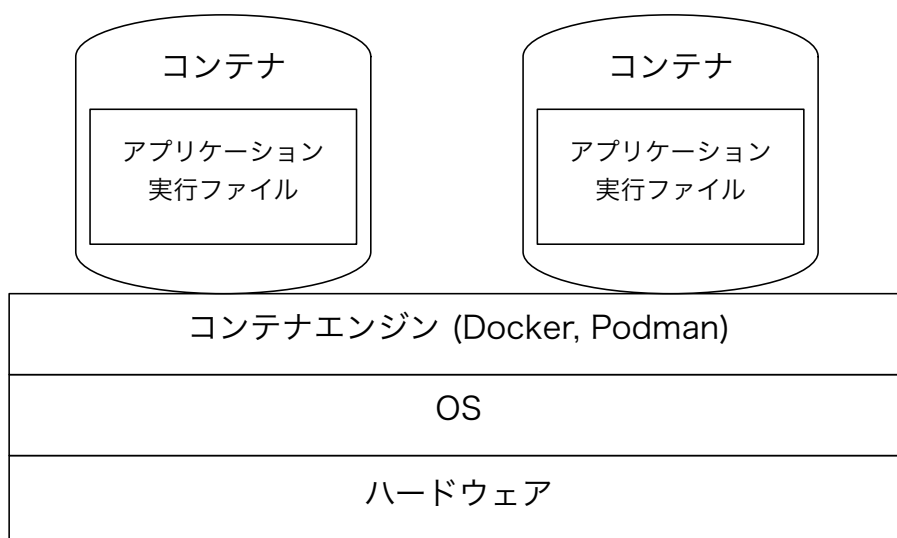 コンテナ
アプリケーション
実行ファイル
コンテナ
アプリケーション
実行ファイル
コンテナエンジン (Docker, Podman)
OS
ハードウェア